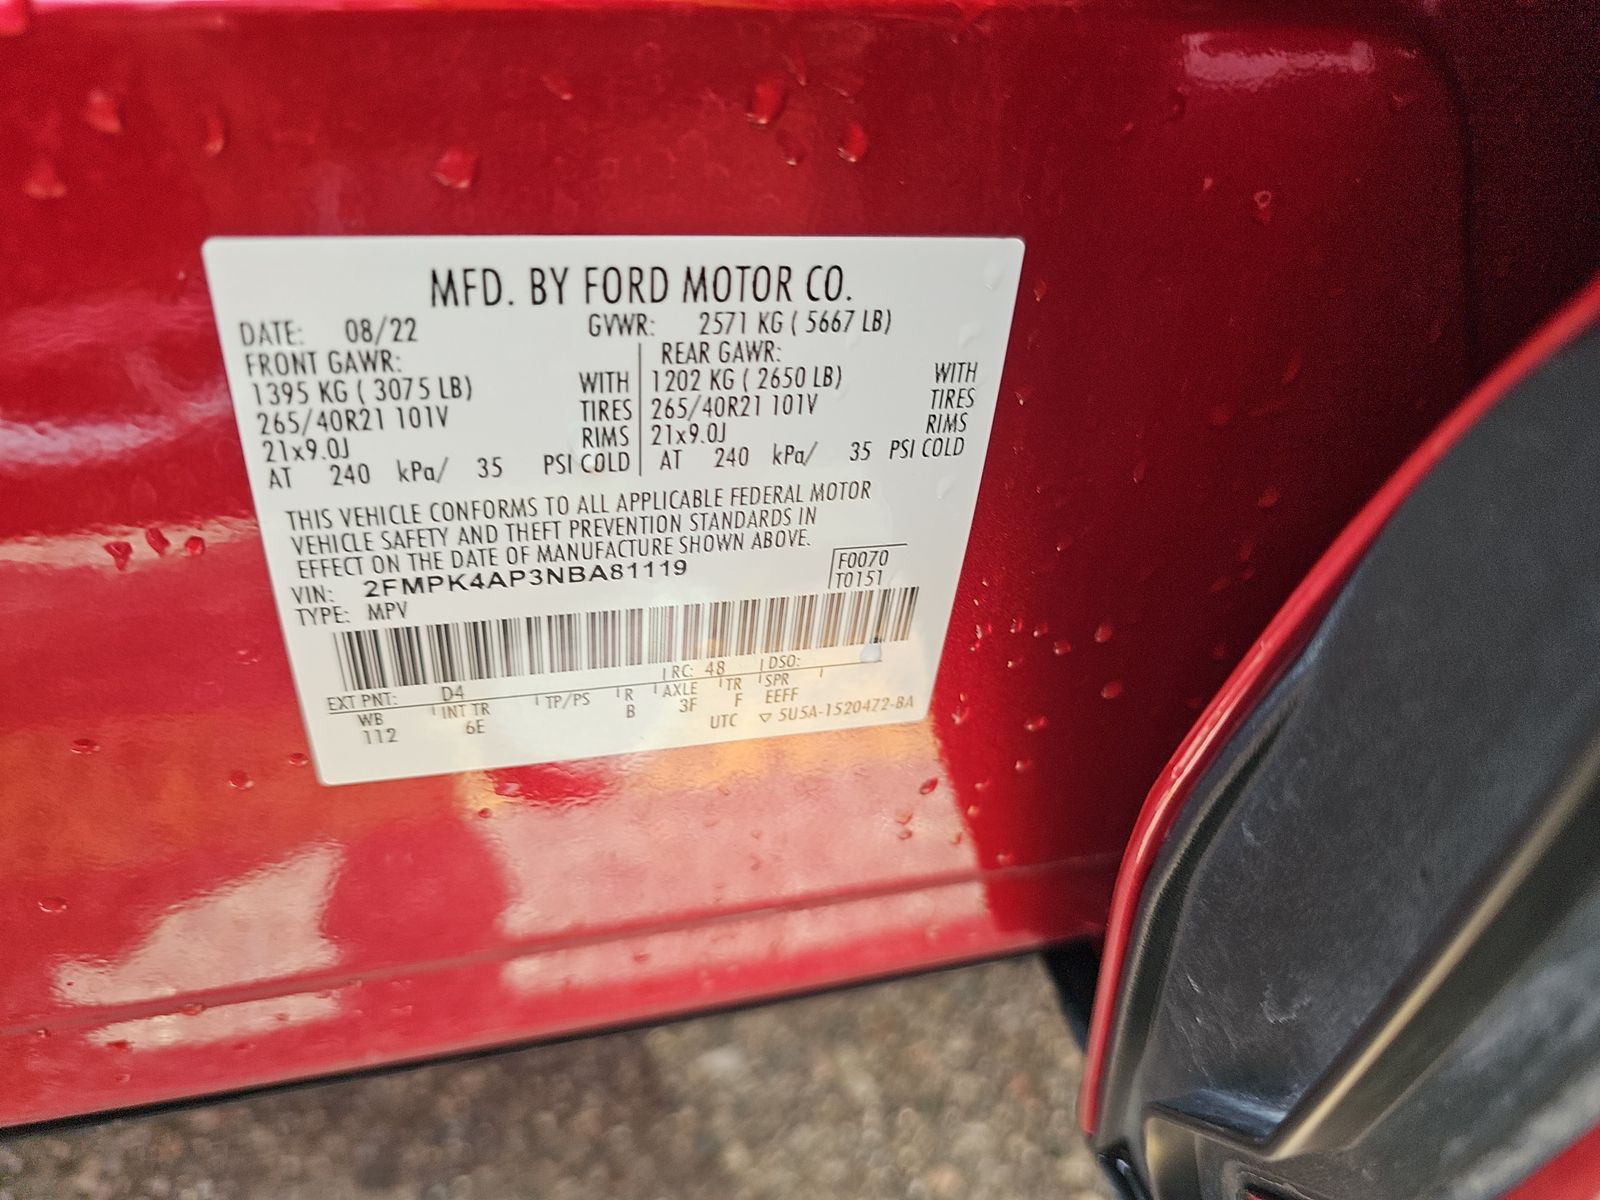 MFD. BY FORD MOTOR CO.
DATE: 08/22 GVWR: 2571 KG ( 5667 LB)
FRONT GAWR: REAR GAWR:
1395 KG ( 3075 LB) WITH 1202 KG ( 2650 LB) WITH
265/40R21 101V TIRES 265/40R21 101V TIRES
21x9.0J RIMS 21x9.0J RIMS
AT 240 kPa/ 35 PSI COLD AT 240 kPa/ 35 PSI COLD
THIS VEHICLE CONFORMS TO ALL APPLICABLE FEDERAL MOTOR
VEHICLE SAFETY AND THEFT PREVENTION STANDARDS IN
EFFECT ON THE DATE OF MANUFACTURE SHOWN ABOVE.
VIN: 2FMPK4AP3NBA81119 F0070
TYPE: MPV T0151
EXT PNT: D4 RC: 48 DSO:
WB INT TR TP/PS R AXLE TR SPR
112 6E B 3F F EEFF
UTC ▽ 5U5A-1520472-BA